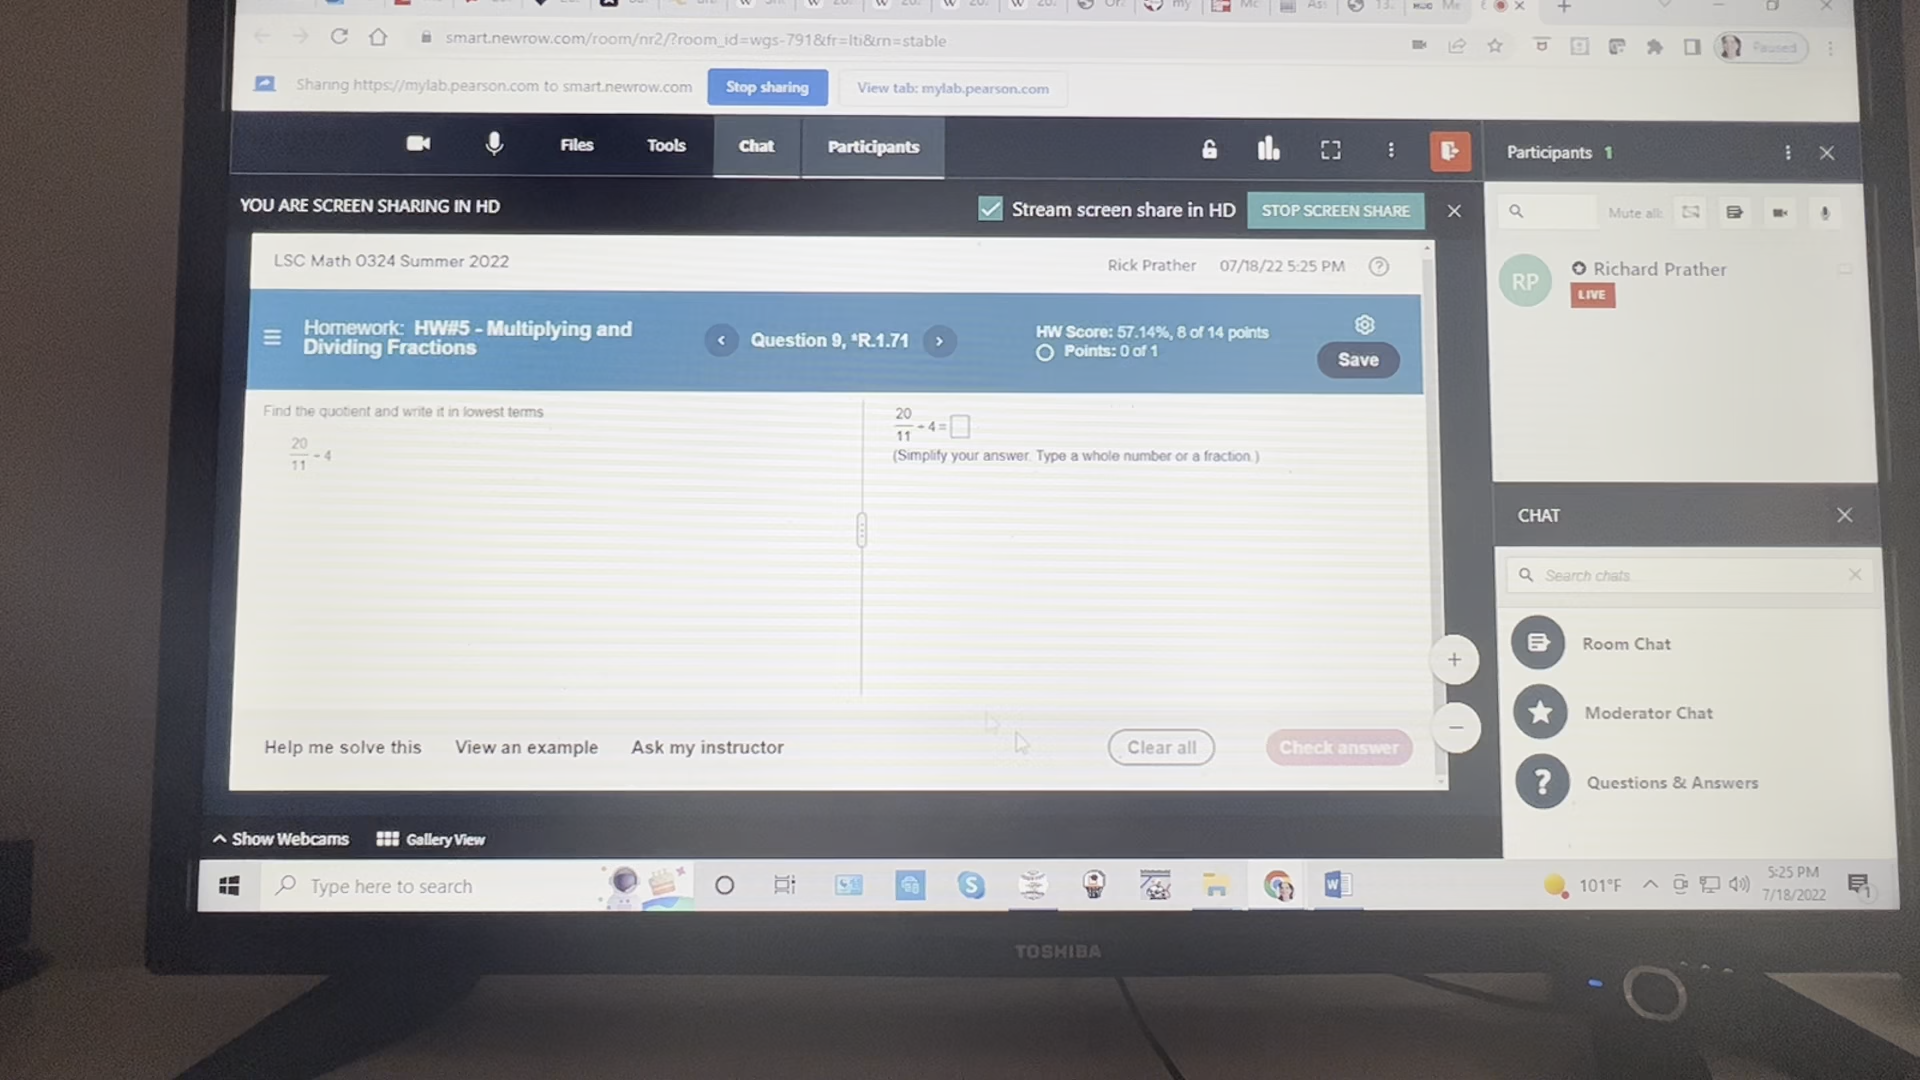 smart.newrow.com/room/nr2/?room_id=wgs-791&fr=lti&rn=stable
Paused
Sharing https://mylab.pearson.com to smart.newrow.com
Stop sharing
View tab: mylab.pearson.com
Files
Tools
Chat
Participants
Participants 1
YOU ARE SCREEN SHARING IN HD
Stream screen share in HD
STOP SCREEN SHARE
Mute all:
RP
Richard Prather
LIVE
LSC Math 0324 Summer 2022
Rick Prather
07/18/22 5:25 PM
Homework: HW#5 - Multiplying and
Dividing Fractions
Question 9, *R.1.71
HW Score: 57.14%, 8 of 14 points
Points: 0 of 1
Save
Find the quotient and write it in lowest terms
20
11 ÷ 4
20
11 ÷ 4 =
(Simplify your answer. Type a whole number or a fraction.)
Help me solve this
View an example
Ask my instructor
Clear all
Check answer
CHAT
Search chats
Room Chat
Moderator Chat
Questions & Answers
Show Webcams
Gallery View
Type here to search
101°F
5:25 PM
7/18/2022
TOSHIBA